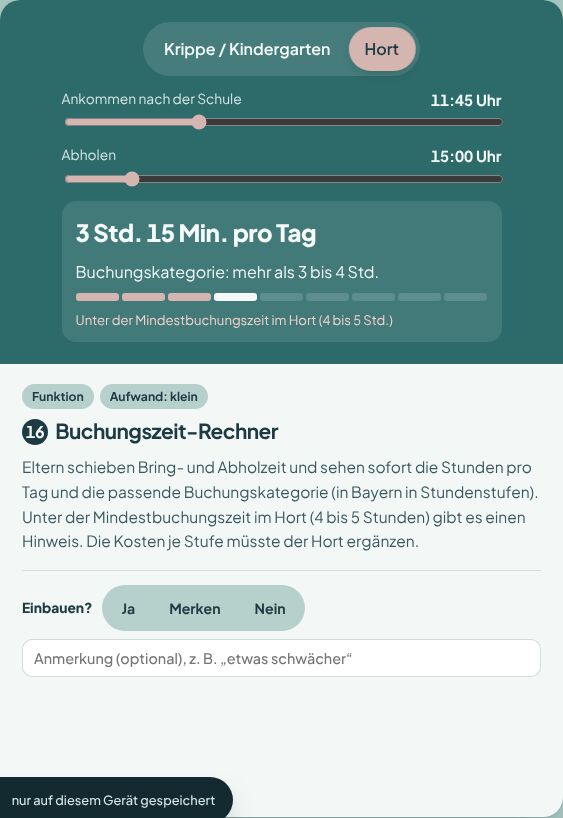 Krippe / Kindergarten Hort
Ankommen nach der Schule 11:45 Uhr
Abholen 15:00 Uhr
3 Std. 15 Min. pro Tag
Buchungskategorie: mehr als 3 bis 4 Std.
Unter der Mindestbuchungszeit im Hort (4 bis 5 Std.)
Funktion Aufwand: klein
16 Buchungszeit-Rechner
Eltern schieben Bring- und Abholzeit und sehen sofort die Stunden pro
Tag und die passende Buchungskategorie (in Bayern in Stundenstufen).
Unter der Mindestbuchungszeit im Hort (4 bis 5 Stunden) gibt es einen
Hinweis. Die Kosten je Stufe müsste der Hort ergänzen.
Einbauen? Ja Merken Nein
Anmerkung (optional), z. B. „etwas schwächer“
nur auf diesem Gerät gespeichert